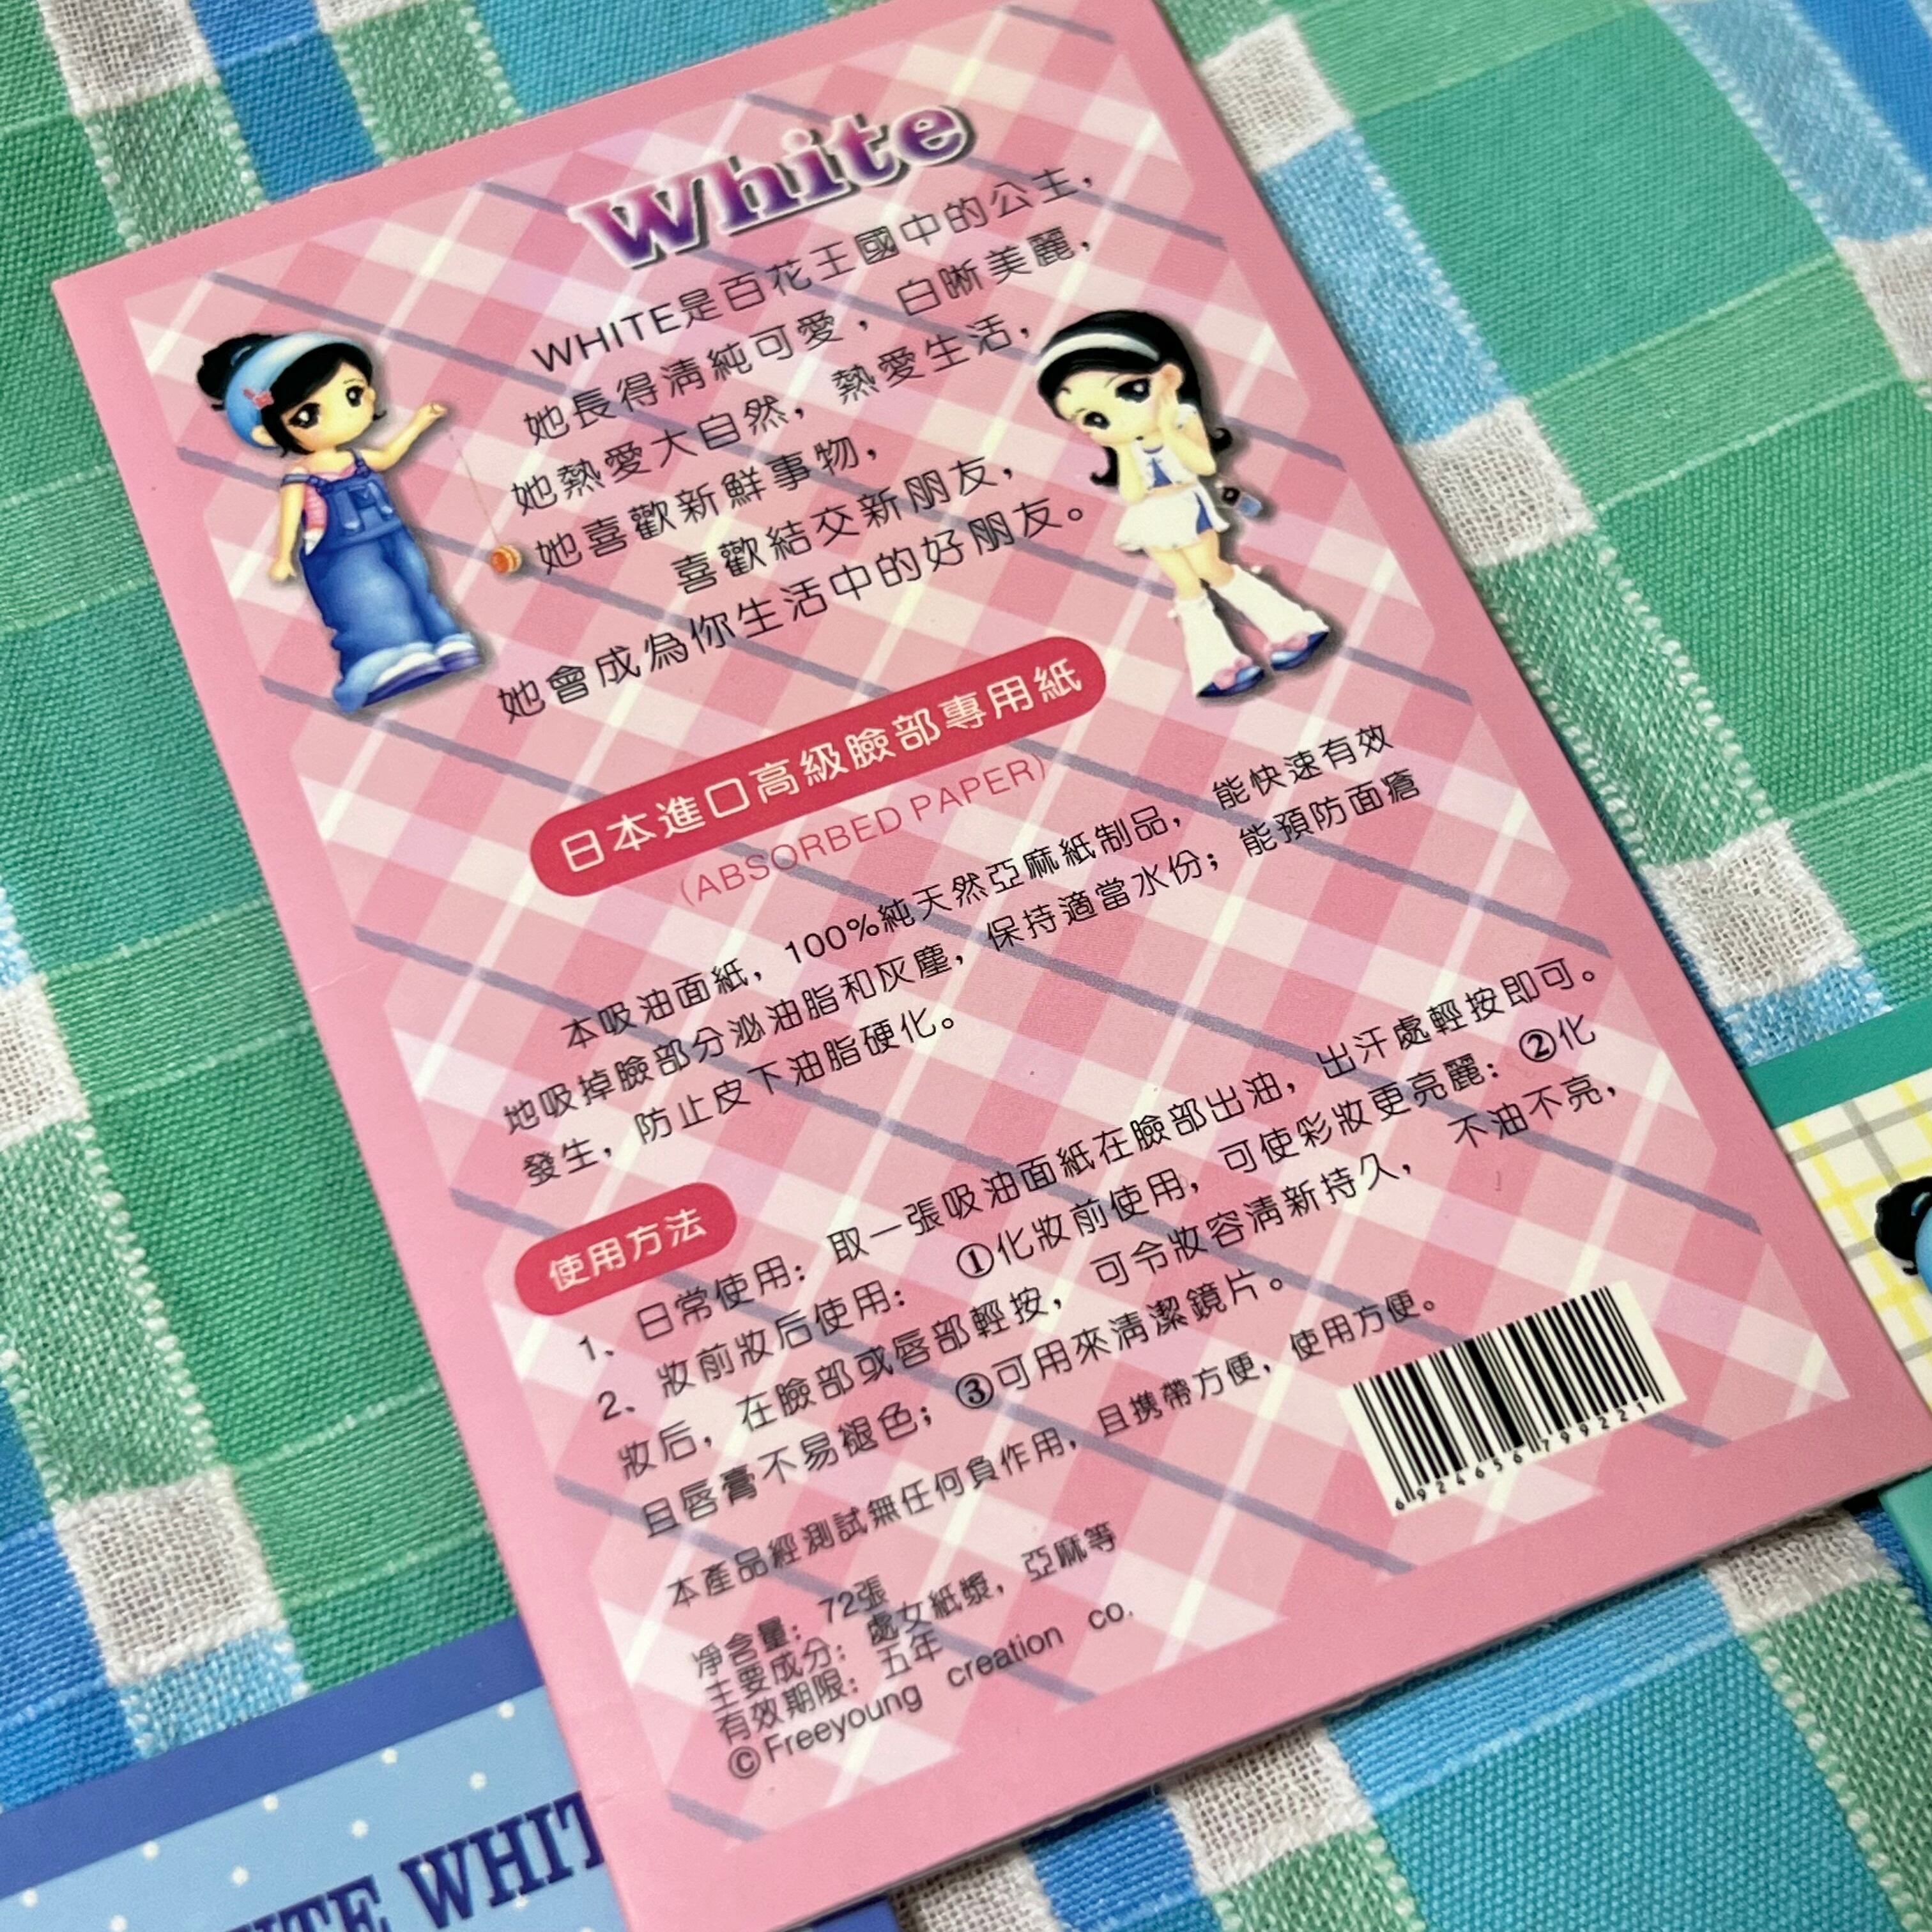 White
WHITE是百花王國中的公主，
她長得清純可愛，白晰美麗，
她熱愛大自然，熱愛生活，
她喜歡新鮮事物，
喜歡結交新朋友，
她會成為你生活中的好朋友。
日本進口高級臉部專用紙
(ABSORBED PAPER)
本吸油面紙，100%純天然亞麻紙制品，能快速有效
地吸掉臉部分泌油脂和灰塵，保持適當水份；能預防面瘡
發生，防止皮下油脂硬化。
使用方法
1、日常使用：取一張吸油面紙在臉部出油，出汗處輕按即可。
2、妝前妝后使用：①化妝前使用，可使彩妝更亮麗：②化
妝后，在臉部或唇部輕按，可令妝容清新持久，不油不亮，
且唇膏不易褪色；③可用來清潔鏡片。
本產品經測試無任何負作用，且携帶方便，使用方便。
6924656799221
净含量：72張
主要成分：處女紙漿，亞麻等
有效期限：五年
©Freeyoung creation co.
WHIT